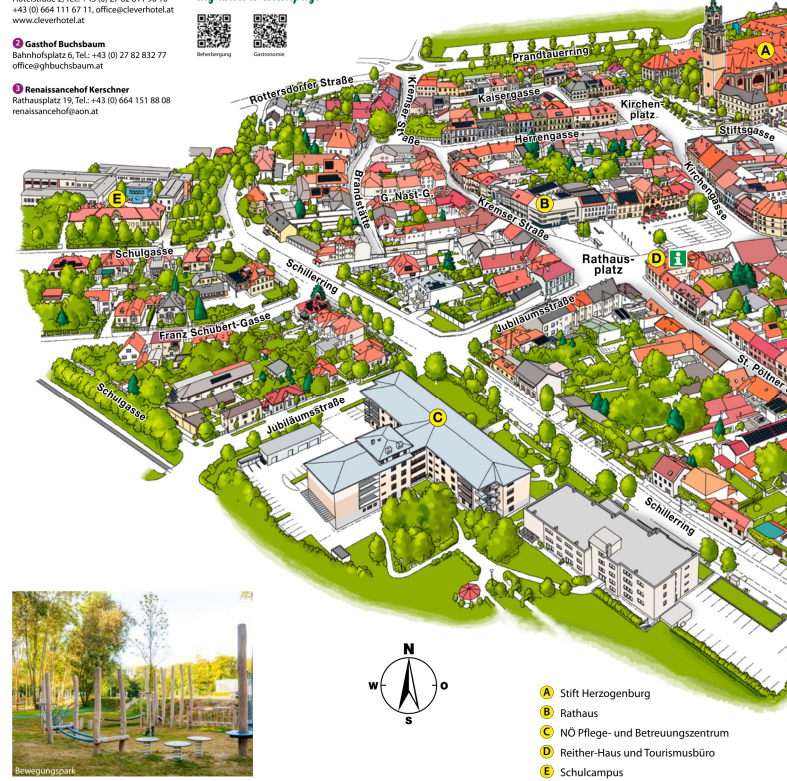 +43 (0) 664 111 67 11, office@cleverhotel.at
www.cleverhotel.at
2 Gasthof Buchsbaum
Bahnhofsplatz 6, Tel.: +43 (0) 27 82 832 77
office@ghbuchsbaum.at
3 Renaissancehof Kerschner
Rathausplatz 19, Tel.: +43 (0) 664 151 88 08
renaissancehof@aon.at
Beherbergung
Gastronomie
Prandtauerring
A
Rottersdorfer Straße
Kremser Straße
Kaisergasse
Kirchen-
platz
Stiftsgasse
Herrengasse
Kirchengasse
Brandstätte
G. Nast-G.
Kremser Straße
B
E
Rathaus-
platz
D
i
Schulgasse
Schillerring
Jubiläumsstraße
Franz Schubert-Gasse
St. Pöltner
Schulgasse
Jubiläumsstraße
C
Schillerring
N
W
O
S
Bewegungspark
A Stift Herzogenburg
B Rathaus
C NÖ Pflege- und Betreuungszentrum
D Reither-Haus und Tourismusbüro
E Schulcampus